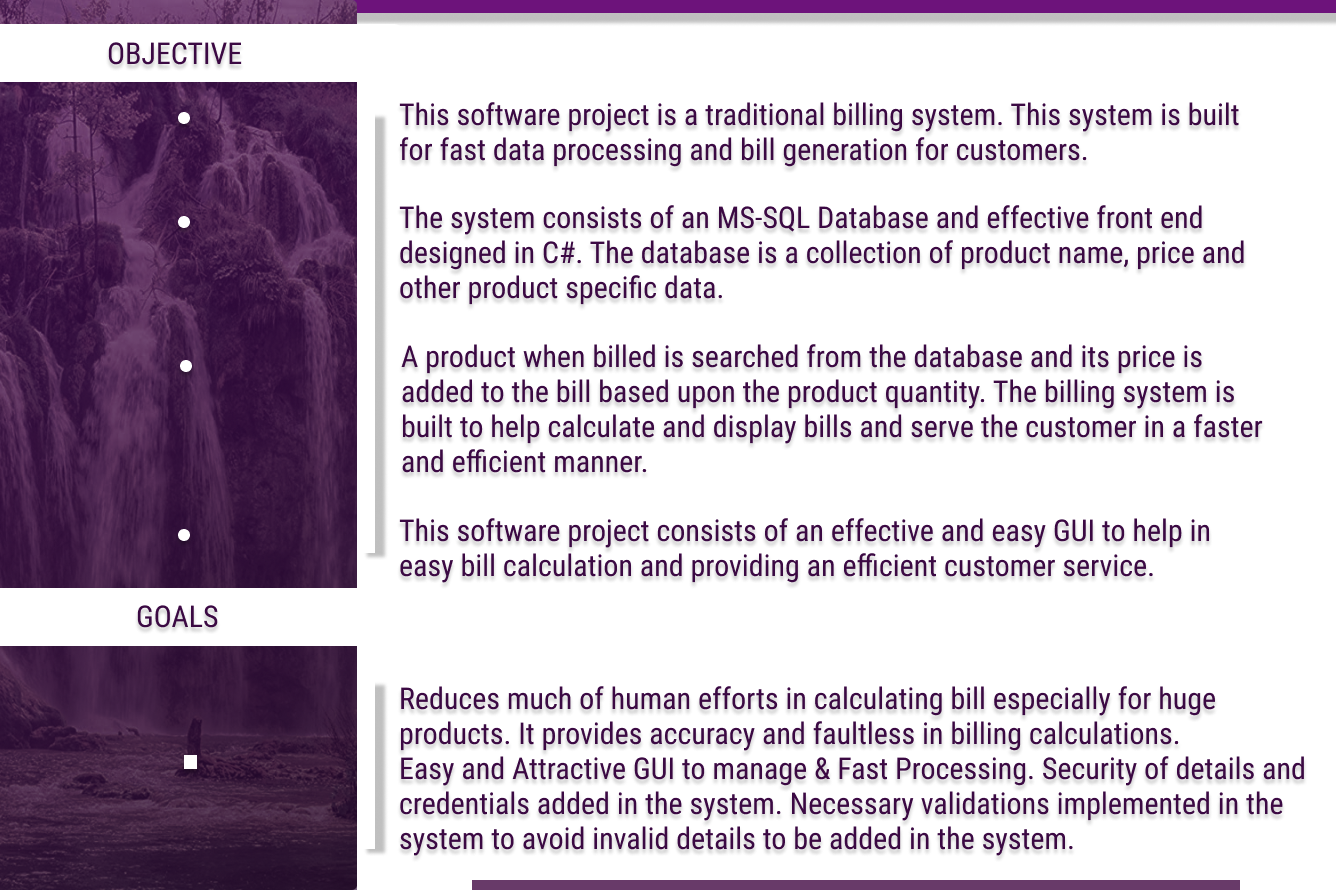 OBJECTIVE
This software project is a traditional billing system. This system is built
for fast data processing and bill generation for customers.
The system consists of an MS-SQL Database and effective front end
designed in C#. The database is a collection of product name, price and
other product specific data.
A product when billed is searched from the database and its price is
added to the bill based upon the product quantity. The billing system is
built to help calculate and display bills and serve the customer in a faster
and efficient manner.
This software project consists of an effective and easy GUI to help in
easy bill calculation and providing an efficient customer service.
GOALS
Reduces much of human efforts in calculating bill especially for huge
products. It provides accuracy and faultless in billing calculations.
Easy and Attractive GUI to manage & Fast Processing. Security of details and
credentials added in the system. Necessary validations implemented in the
system to avoid invalid details to be added in the system.